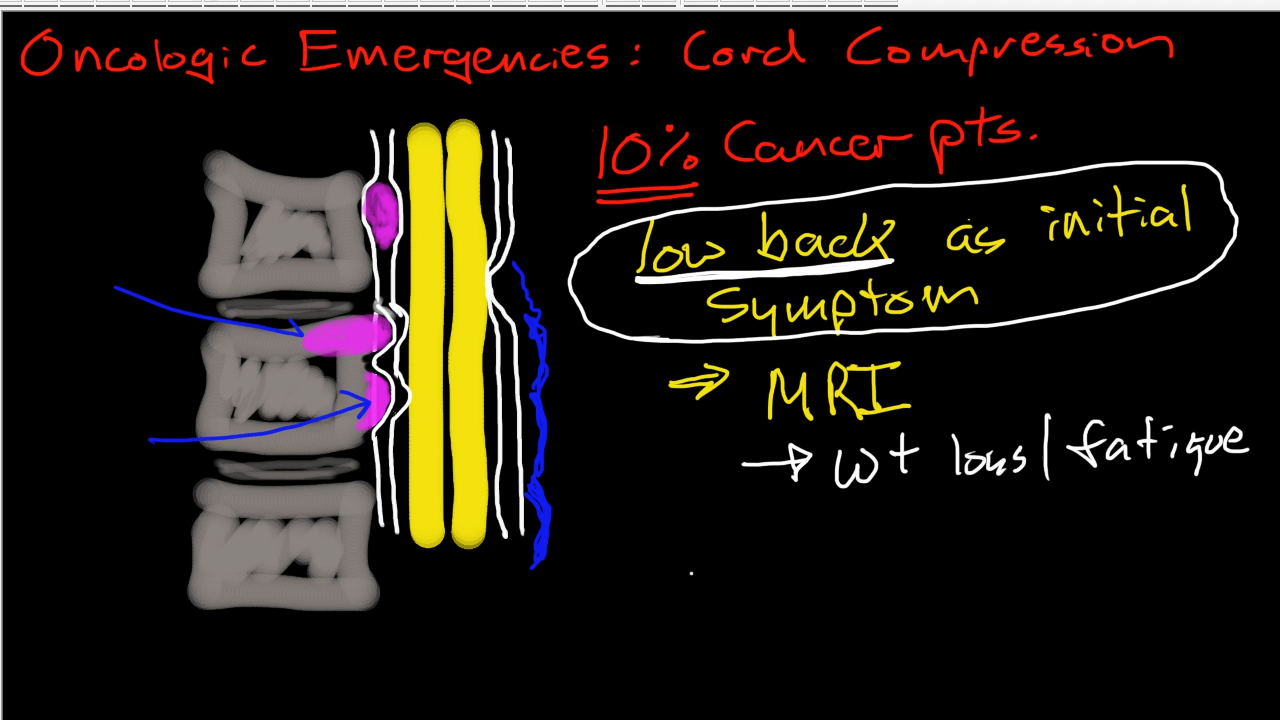 Oncologic Emergencies: Cord Compression
10% Cancer pts.
low back as initial
symptom
⇒ MRI
→ wt loss/fatigue